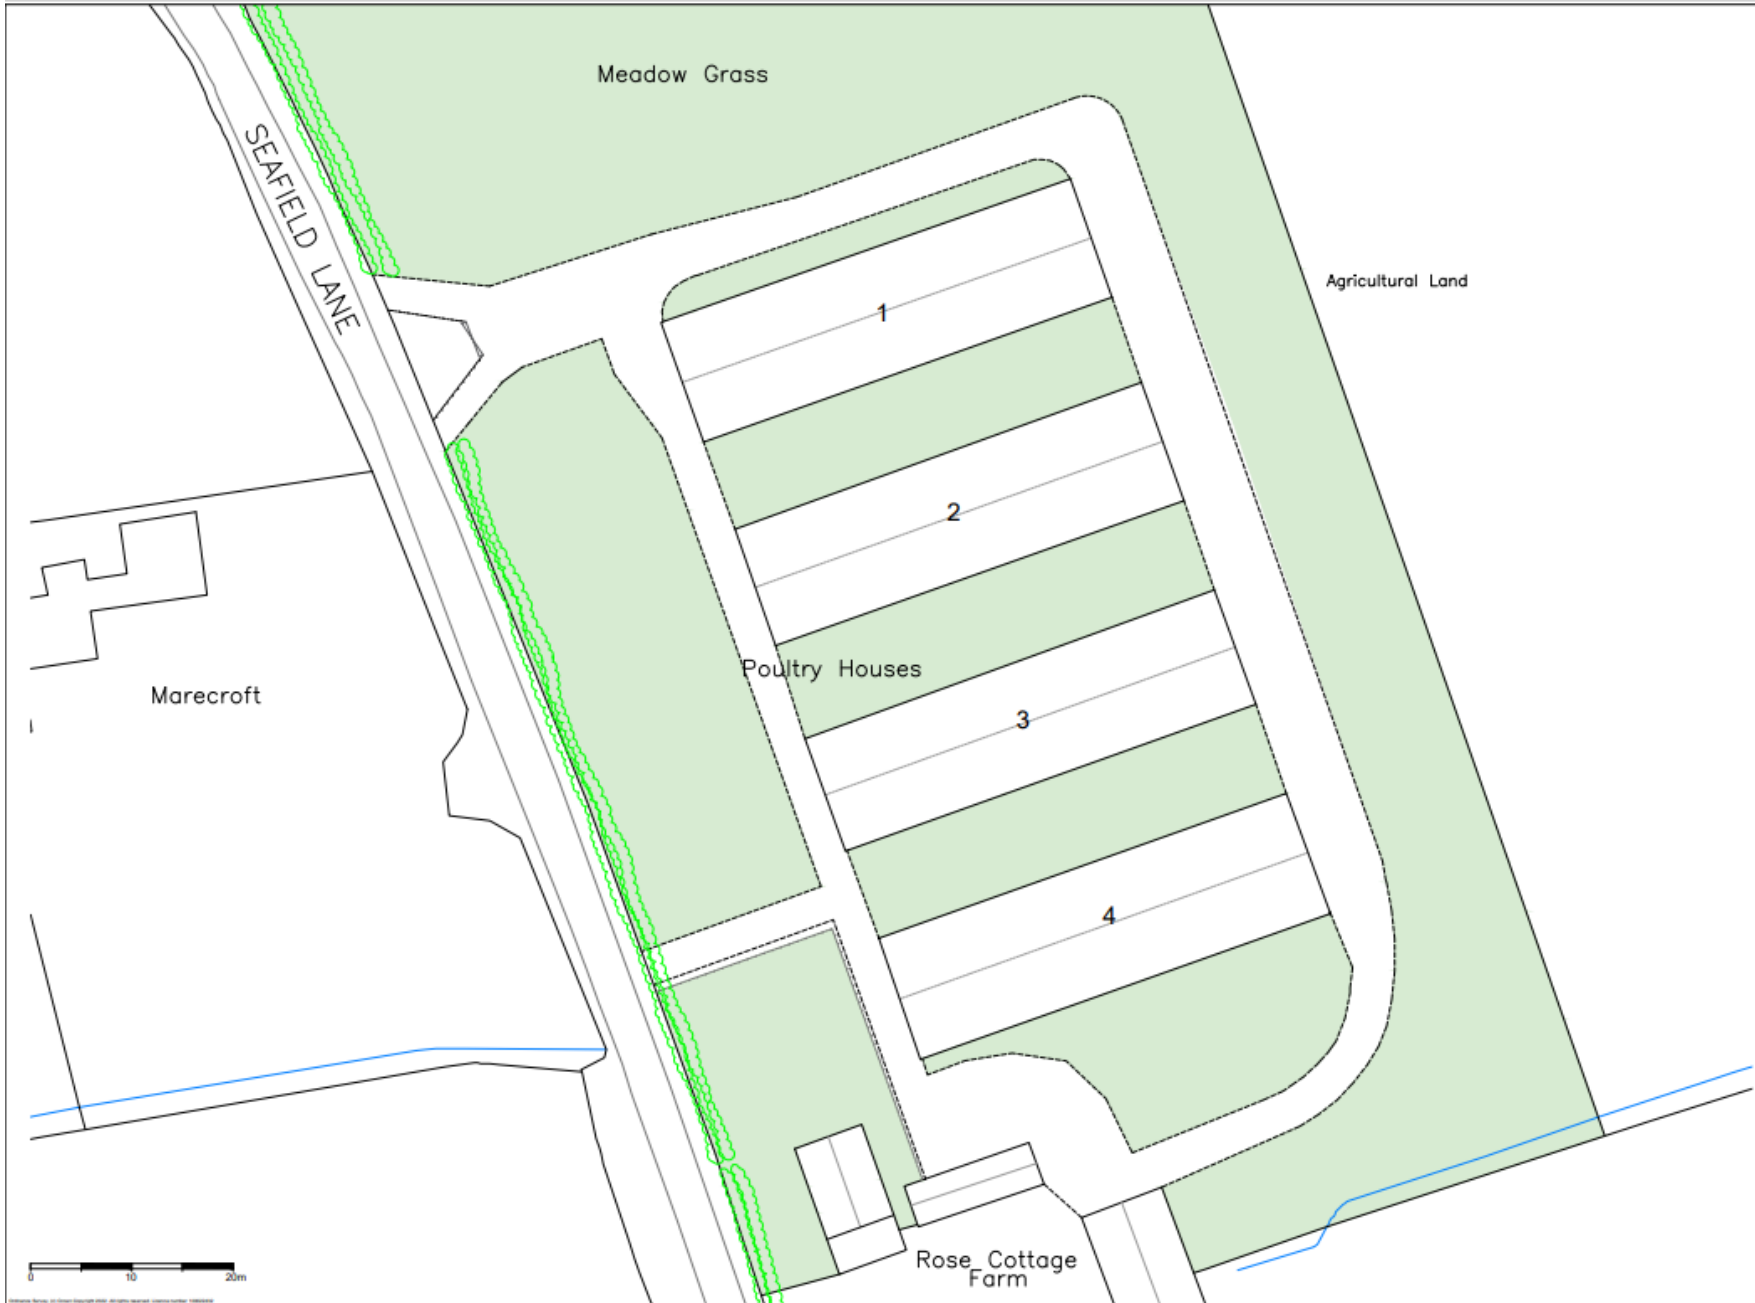 Meadow Grass
SEAFIELD LANE
Agricultural Land
1
2
Poultry Houses
Marecroft
3
4
Rose Cottage
Farm
0 10 20m